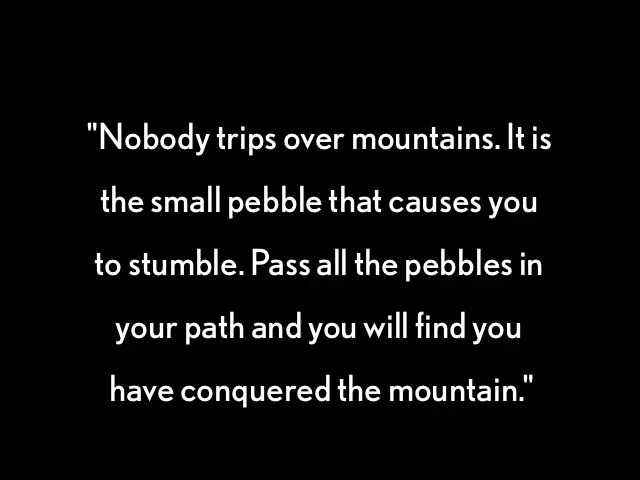 "Nobody trips over mountains. It is
the small pebble that causes you
to stumble. Pass all the pebbles in
your path and you will find you
have conquered the mountain."